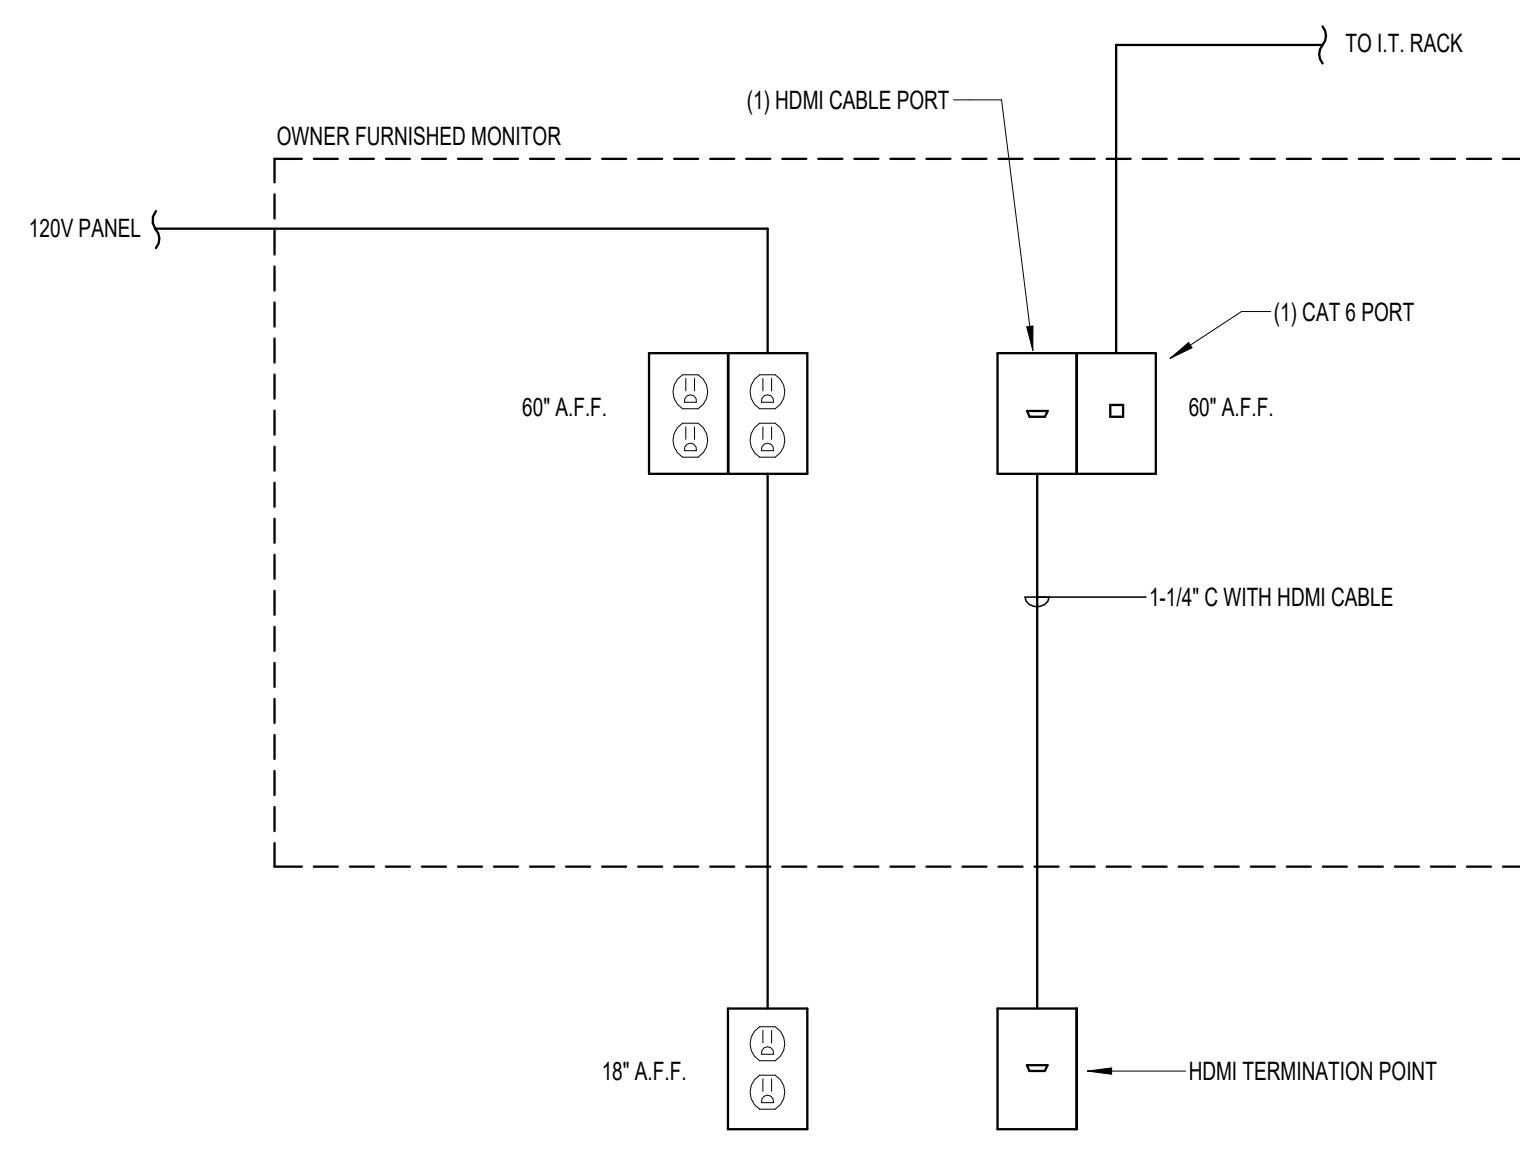 TO I.T. RACK
(1) HDMI CABLE PORT
OWNER FURNISHED MONITOR
120V PANEL
(1) CAT 6 PORT
60" A.F.F.
60" A.F.F.
1-1/4" C WITH HDMI CABLE
18" A.F.F.
HDMI TERMINATION POINT